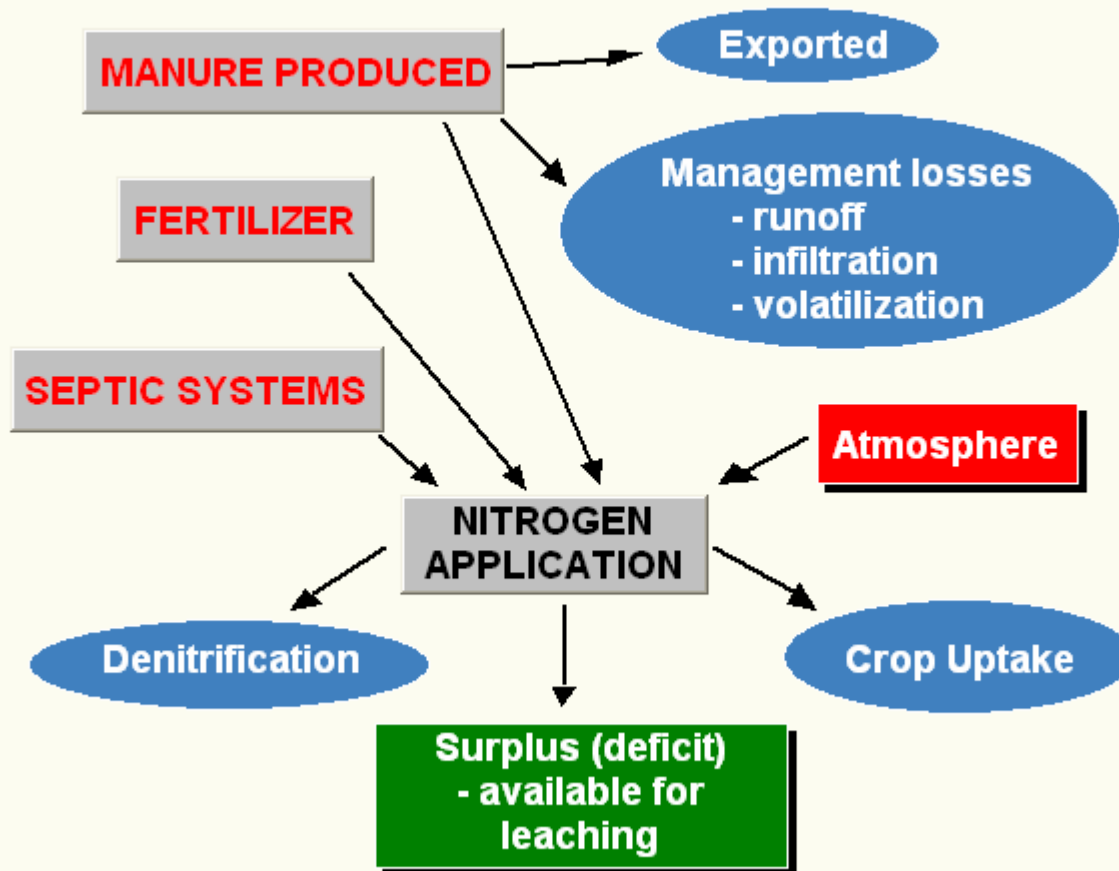 MANURE PRODUCED
Exported
Management losses
- runoff
- infiltration
- volatilization
FERTILIZER
SEPTIC SYSTEMS
Atmosphere
NITROGEN
APPLICATION
Denitrification
Crop Uptake
Surplus (deficit)
- available for
leaching